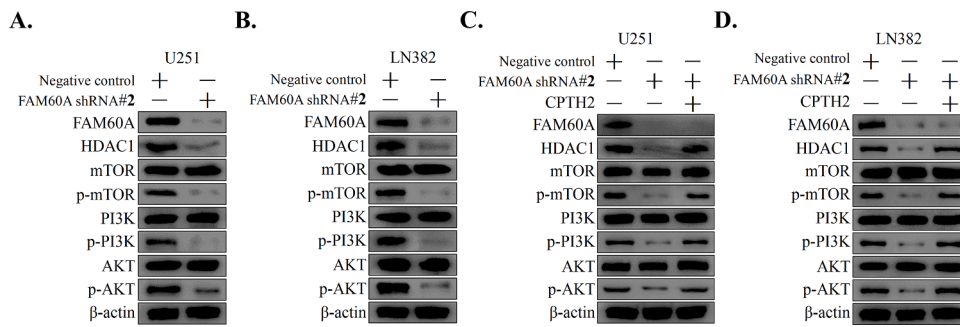 A.
U251
Negative control + −
FAM60A shRNA#2 − +
FAM60A
HDAC1
mTOR
p-mTOR
PI3K
p-PI3K
AKT
p-AKT
β-actin
B.
LN382
Negative control + −
FAM60A shRNA#2 − +
FAM60A
HDAC1
mTOR
p-mTOR
PI3K
p-PI3K
AKT
p-AKT
β-actin
C.
U251
Negative control + − −
FAM60A shRNA#2 − + +
CPTH2 − − +
FAM60A
HDAC1
mTOR
p-mTOR
PI3K
p-PI3K
AKT
p-AKT
β-actin
D.
LN382
Negative control + − −
FAM60A shRNA#2 − + +
CPTH2 − − +
FAM60A
HDAC1
mTOR
p-mTOR
PI3K
p-PI3K
AKT
p-AKT
β-actin